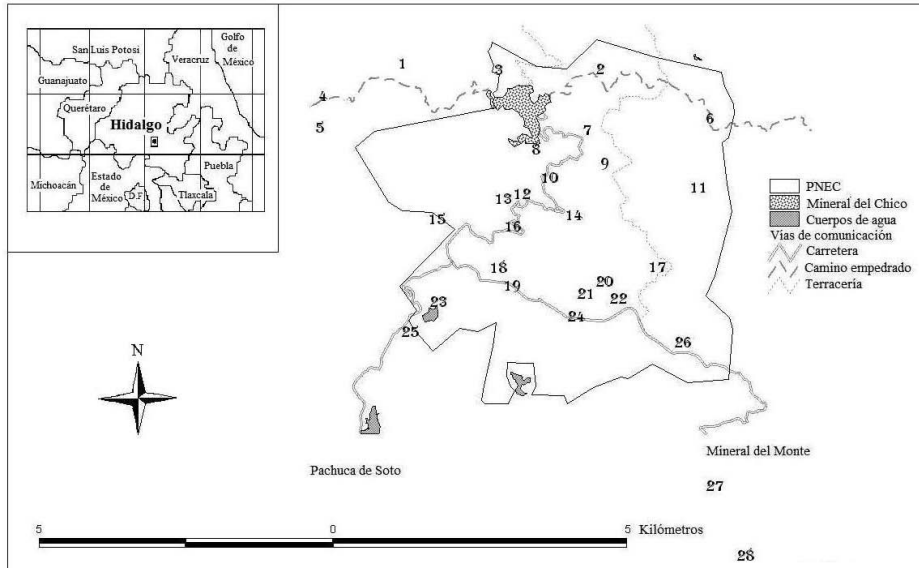 Golfo
de
México
San Luis Potosí
Veracruz
Guanajuato
Querétaro
Hidalgo
Michoacán
Estado
de
México
D.F
Tlaxcala
Puebla
1
2
3
4
5
6
7
8
9
10
11
12
13
14
15
16
17
18
19
20
21
22
23
24
25
26
27
28
PNEC
Mineral del Chico
Cuerpos de agua
Vías de comunicación
Carretera
Camino empedrado
Terracería
N
Pachuca de Soto
Mineral del Monte
5 0 5 Kilómetros